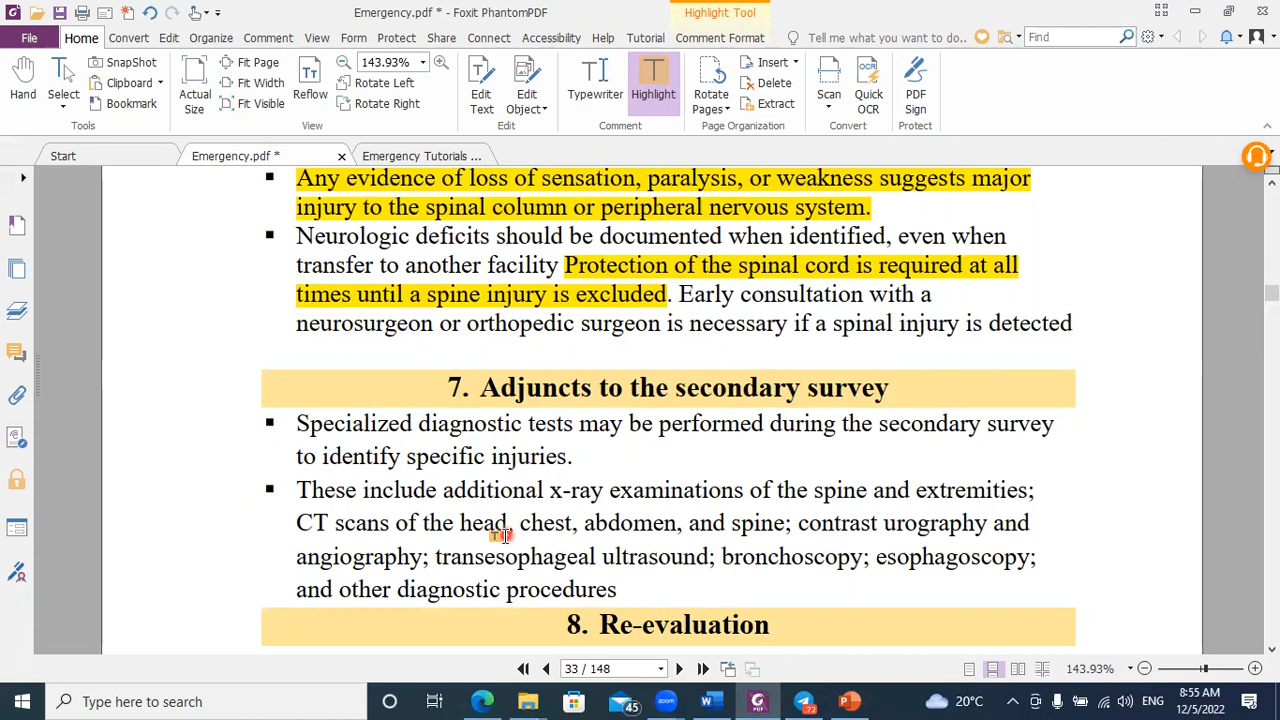 Emergency.pdf * - Foxit PhantomPDF
Highlight Tool
File Home Convert Edit Organize Comment View Form Protect Share Connect Accessibility Help Tutorial Comment Format Tell me what you want to do... Find
Hand
Select
SnapShot
Clipboard
Bookmark
Tools
Actual Size
Fit Page
Fit Width
Fit Visible
Reflow
143.93%
Rotate Left
Rotate Right
View
Edit Text
Edit Object
Edit
Typewriter
Highlight
Comment
Rotate Pages
Insert
Delete
Extract
Page Organization
Scan
Quick OCR
Convert
PDF Sign
Protect
Start
Emergency.pdf *
Emergency Tutorials ...
Any evidence of loss of sensation, paralysis, or weakness suggests major
injury to the spinal column or peripheral nervous system.
Neurologic deficits should be documented when identified, even when
transfer to another facility Protection of the spinal cord is required at all
times until a spine injury is excluded. Early consultation with a
neurosurgeon or orthopedic surgeon is necessary if a spinal injury is detected
7. Adjuncts to the secondary survey
Specialized diagnostic tests may be performed during the secondary survey
to identify specific injuries.
These include additional x-ray examinations of the spine and extremities;
CT scans of the head, chest, abdomen, and spine; contrast urography and
angiography; transesophageal ultrasound; bronchoscopy; esophagoscopy;
and other diagnostic procedures
8. Re-evaluation
33 / 148
143.93%
Type here to search
45
zoom
72
20°C
ENG
8:55 AM
12/5/2022